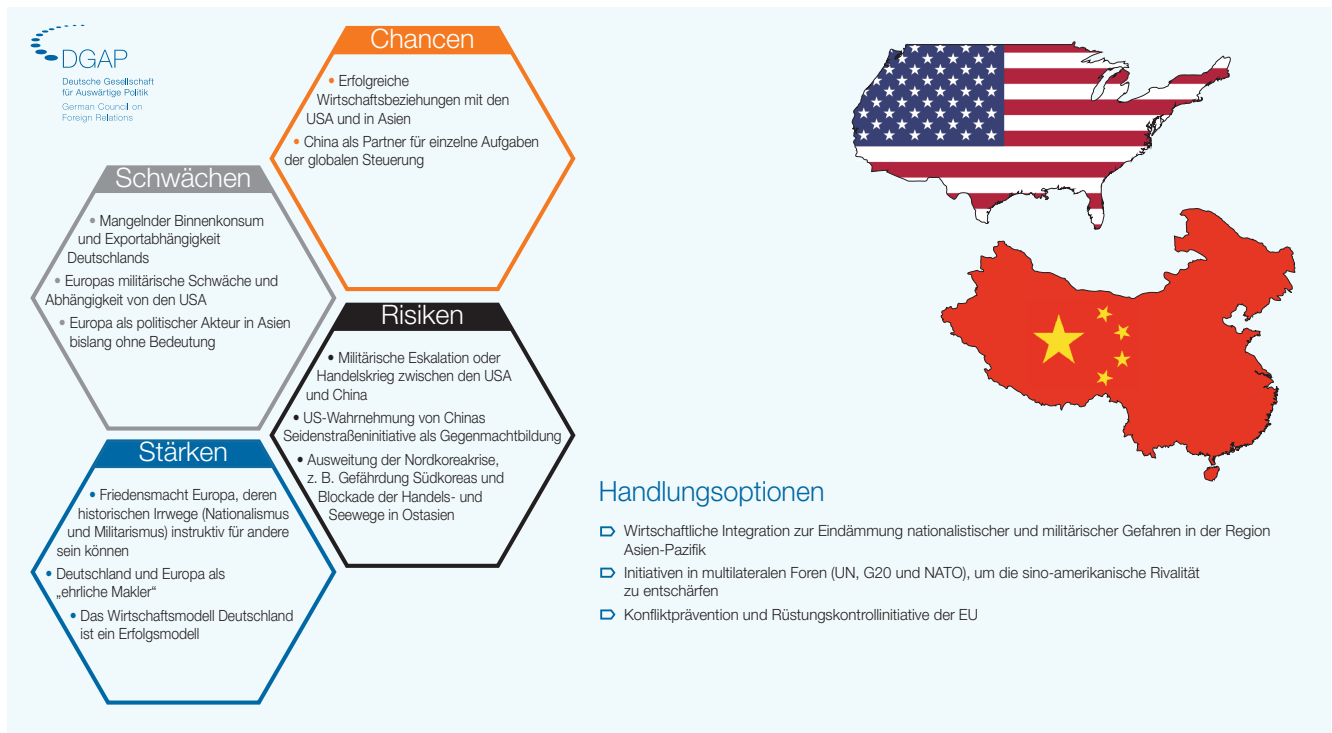 DGAP
Deutsche Gesellschaft
für Auswärtige Politik
German Council on
Foreign Relations
Chancen
• Erfolgreiche
Wirtschaftsbeziehungen mit den
USA und in Asien
• China als Partner für einzelne Aufgaben
der globalen Steuerung
Schwächen
• Mangelnder Binnenkonsum
und Exportabhängigkeit
Deutschlands
• Europas militärische Schwäche und
Abhängigkeit von den USA
• Europa als politischer Akteur in Asien
bislang ohne Bedeutung
Risiken
• Militärische Eskalation oder
Handelskrieg zwischen den USA
und China
• US-Wahrnehmung von Chinas
Seidenstraßeninitiative als Gegenmachtbildung
• Ausweitung der Nordkoreakrise,
z. B. Gefährdung Südkoreas und
Blockade der Handels- und
Seewege in Ostasien
Stärken
• Friedensmacht Europa, deren
historischen Irrwege (Nationalismus
und Militarismus) instruktiv für andere
sein können
• Deutschland und Europa als
„ehrliche Makler“
• Das Wirtschaftsmodell Deutschland
ist ein Erfolgsmodell
Handlungsoptionen
Wirtschaftliche Integration zur Eindämmung nationalistischer und militärischer Gefahren in der Region
Asien-Pazifik
Initiativen in multilateralen Foren (UN, G20 und NATO), um die sino-amerikanische Rivalität
zu entschärfen
Konfliktprävention und Rüstungskontrollinitiative der EU